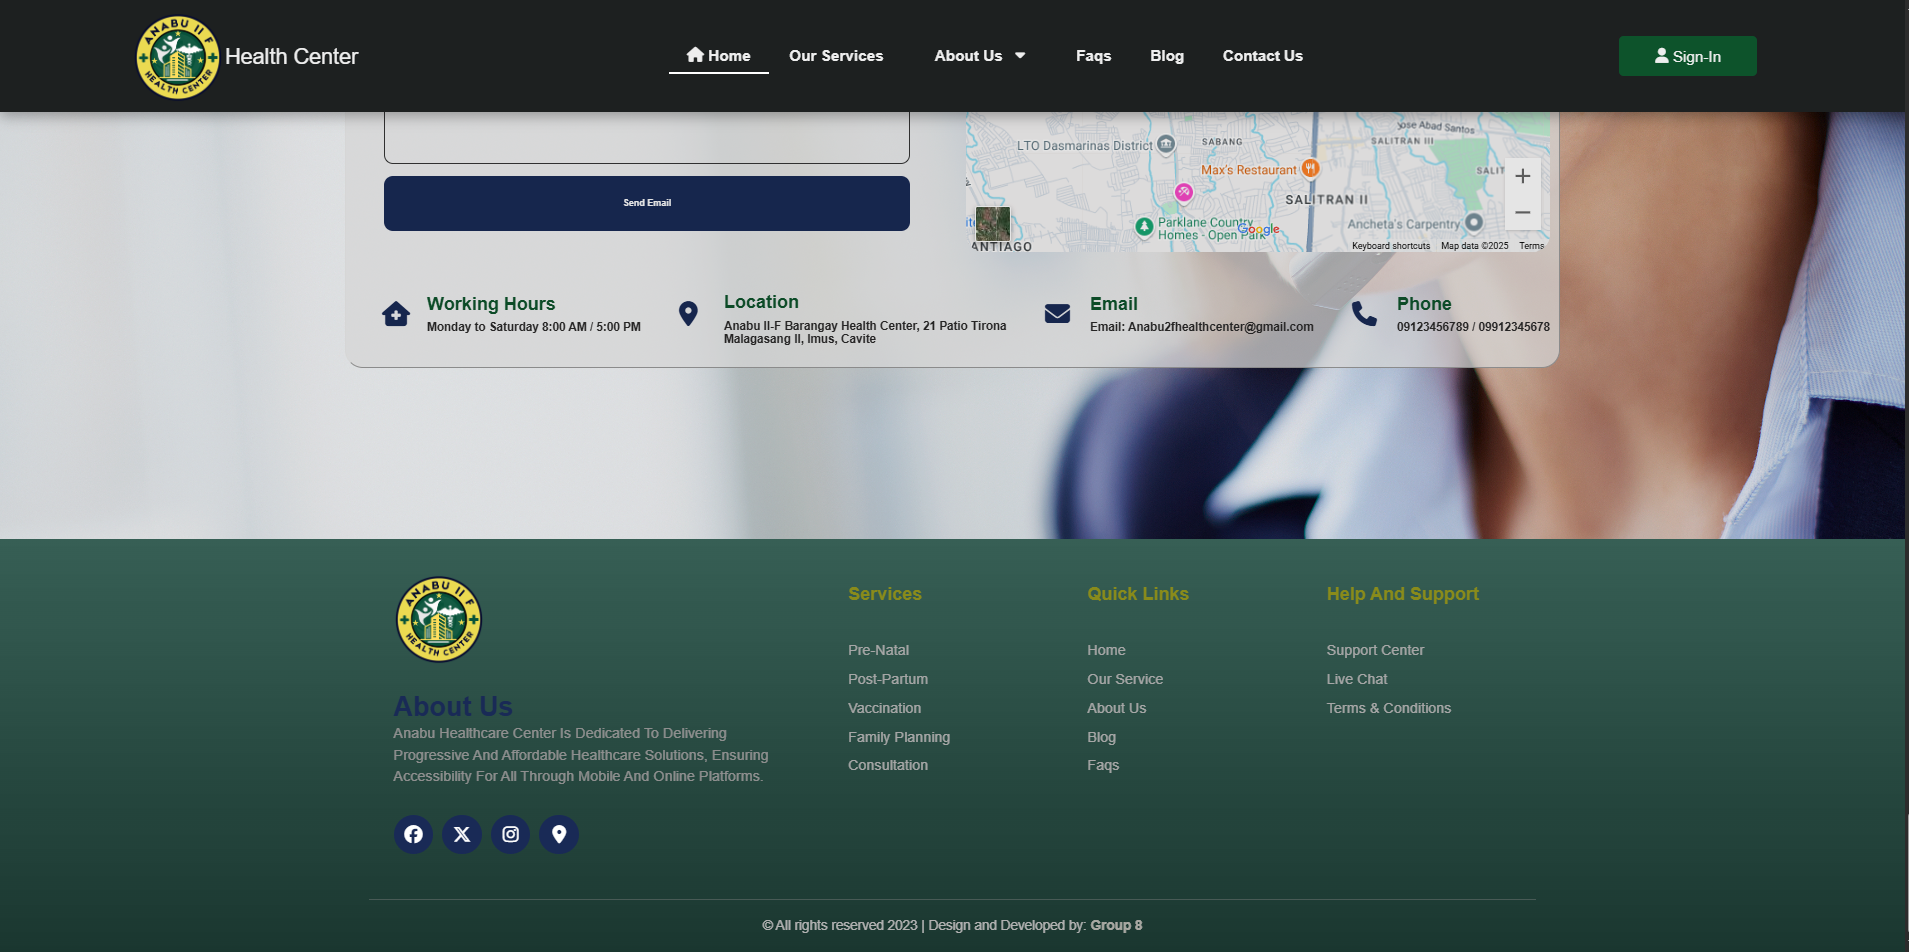 ANABU II F
HEALTH CENTER
Health Center
Home
Our Services
About Us
Faqs
Blog
Contact Us
Sign-In
Send Email
Jose Abad Santos
LTO Dasmarinas District
SABANG
SALITRAN III
Max's Restaurant
SALIT
SALITRAN II
Parklane Country
Homes - Open Park
Google
Ancheta's Carpentry
ANTIAGO
Keyboard shortcuts
Map data ©2025
Terms
Working Hours
Monday to Saturday 8:00 AM / 5:00 PM
Location
Anabu II-F Barangay Health Center, 21 Patio Tirona
Malagasang II, Imus, Cavite
Email
Email: Anabu2fhealthcenter@gmail.com
Phone
09123456789 / 09912345678
ANABU II F
HEALTH CENTER
About Us
Anabu Healthcare Center Is Dedicated To Delivering
Progressive And Affordable Healthcare Solutions, Ensuring
Accessibility For All Through Mobile And Online Platforms.
Services
Pre-Natal
Post-Partum
Vaccination
Family Planning
Consultation
Quick Links
Home
Our Service
About Us
Blog
Faqs
Help And Support
Support Center
Live Chat
Terms & Conditions
© All rights reserved 2023 | Design and Developed by: Group 8